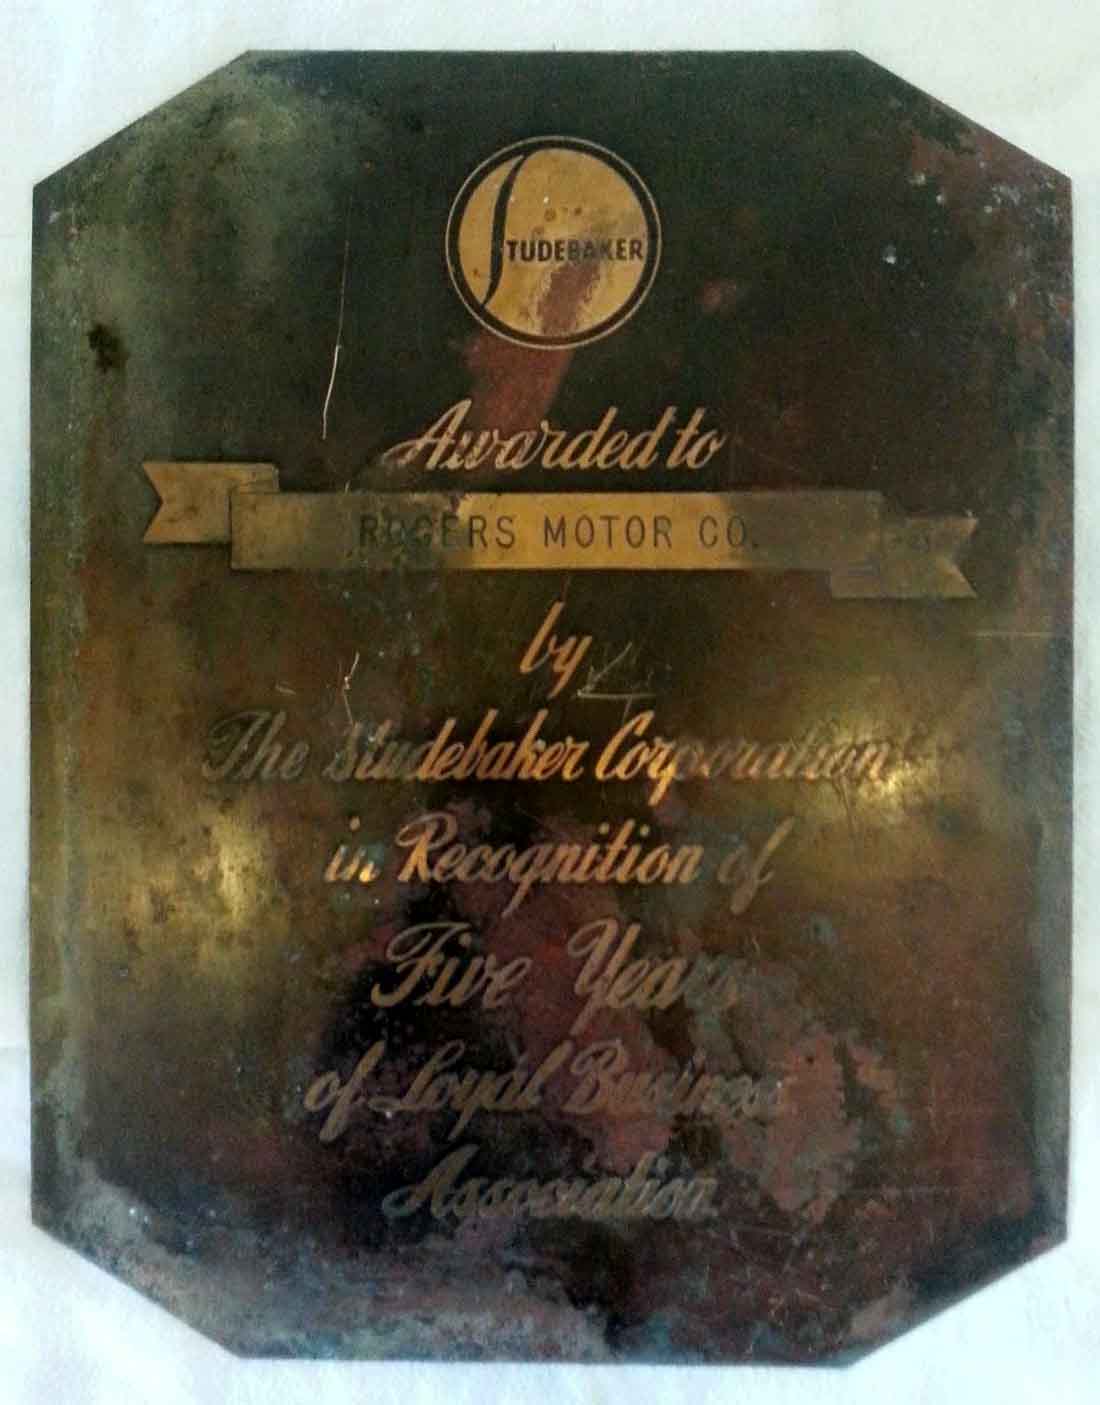 STUDEBAKER
Awarded to
ROGERS MOTOR CO.
by
The Studebaker Corporation
in Recognition of
Five Years
of Loyal Business
Association